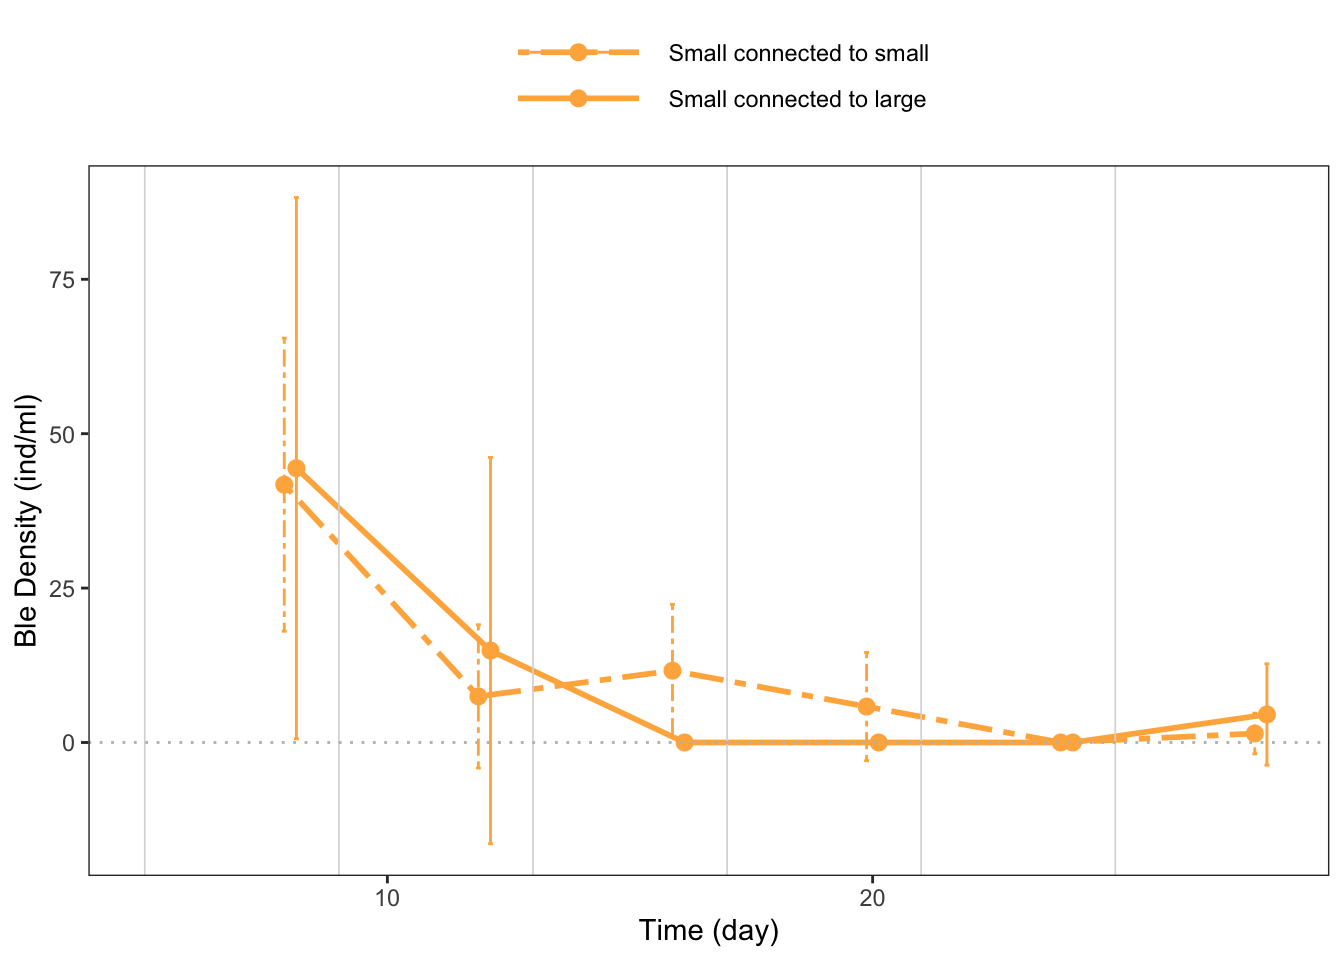 Small connected to small
Small connected to large
75
50
25
0
Ble Density (ind/ml)
10
20
Time (day)